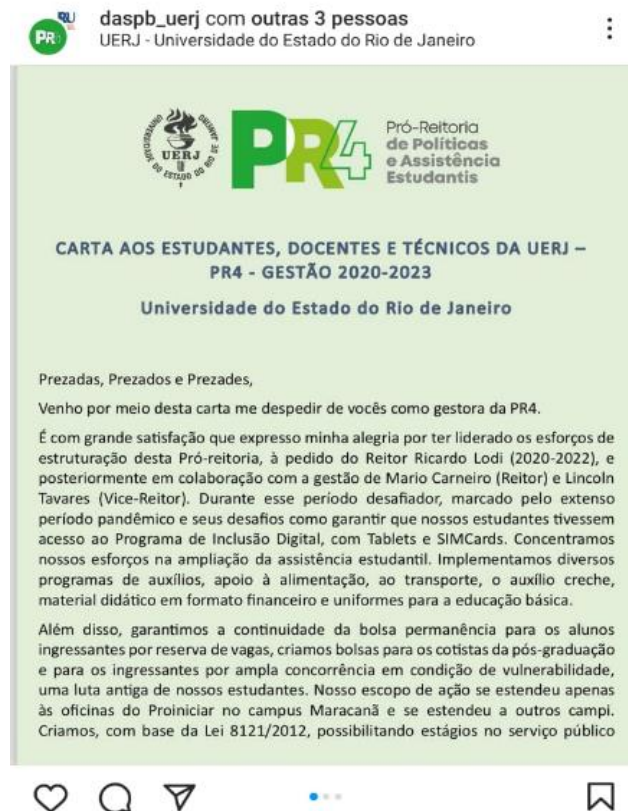 RU
PR
daspb_uerj com outras 3 pessoas
UERJ - Universidade do Estado do Rio de Janeiro
UNIVERSIDADE DO ESTADO DO RIO DE JANEIRO
UERJ
PR4
Pró-Reitoria
de Políticas
e Assistência
Estudantis
CARTA AOS ESTUDANTES, DOCENTES E TÉCNICOS DA UERJ –
PR4 - GESTÃO 2020-2023
Universidade do Estado do Rio de Janeiro
Prezadas, Prezados e Prezades,
Venho por meio desta carta me despedir de vocês como gestora da PR4.
É com grande satisfação que expresso minha alegria por ter liderado os esforços de
estruturação desta Pró-reitoria, à pedido do Reitor Ricardo Lodi (2020-2022), e
posteriormente em colaboração com a gestão de Mario Carneiro (Reitor) e Lincoln
Tavares (Vice-Reitor). Durante esse período desafiador, marcado pelo extenso
período pandêmico e seus desafios como garantir que nossos estudantes tivessem
acesso ao Programa de Inclusão Digital, com Tablets e SIMCards. Concentramos
nossos esforços na ampliação da assistência estudantil. Implementamos diversos
programas de auxílios, apoio à alimentação, ao transporte, o auxílio creche,
material didático em formato financeiro e uniformes para a educação básica.
Além disso, garantimos a continuidade da bolsa permanência para os alunos
ingressantes por reserva de vagas, criamos bolsas para os cotistas da pós-graduação
e para os ingressantes por ampla concorrência em condição de vulnerabilidade,
uma luta antiga de nossos estudantes. Nosso escopo de ação se estendeu apenas
às oficinas do Proiniciar no campus Maracanã e se estendeu a outros campi.
Criamos, com base da Lei 8121/2012, possibilitando estágios no serviço público